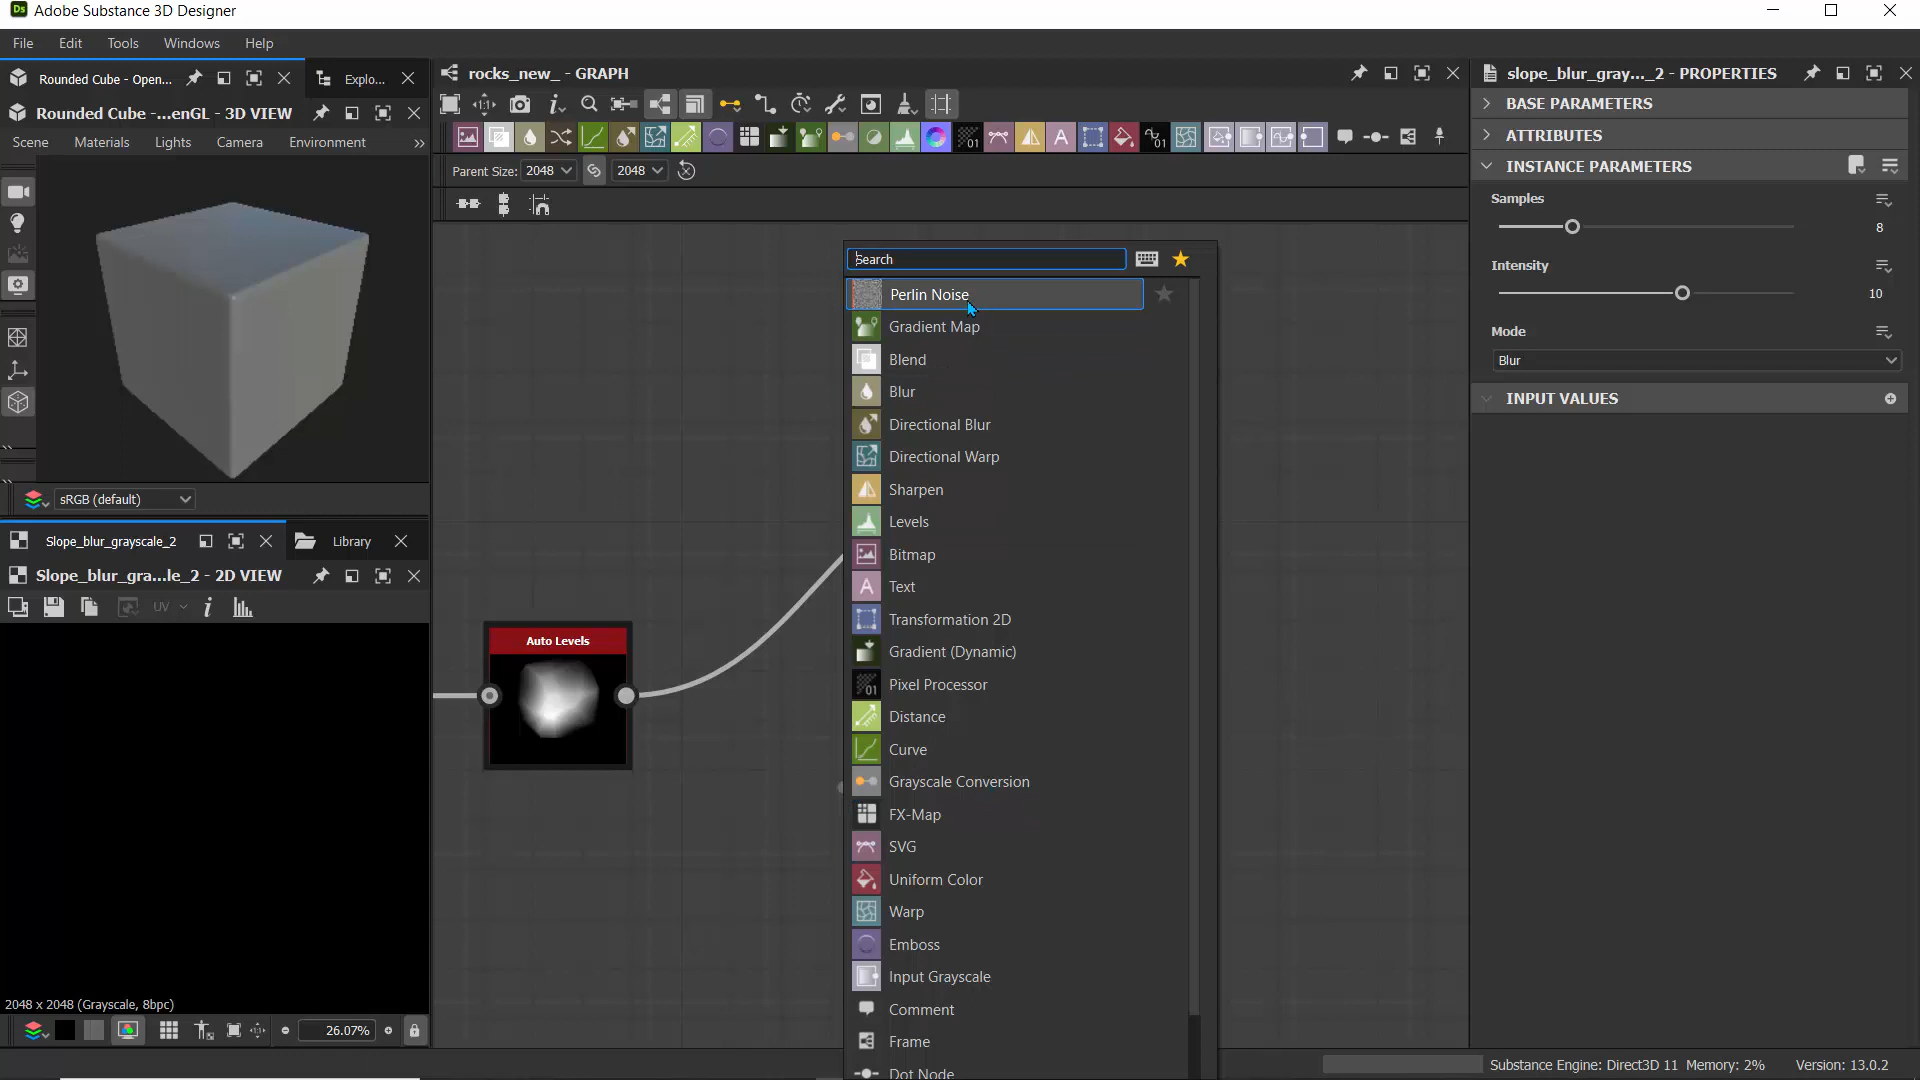 Ds Adobe Substance 3D Designer
File Edit Tools Windows Help
Rounded Cube - Open... Explo...
Rounded Cube -...enGL - 3D VIEW
Scene Materials Lights Camera Environment »
sRGB (default)
Slope_blur_grayscale_2 Library
Slope_blur_gra...le_2 - 2D VIEW
UV
2048 x 2048 (Grayscale, 8bpc)
26.07%
rocks_new_ - GRAPH
Parent Size: 2048 2048
Auto Levels
Search
Perlin Noise
Gradient Map
Blend
Blur
Directional Blur
Directional Warp
Sharpen
Levels
Bitmap
Text
Transformation 2D
Gradient (Dynamic)
Pixel Processor
Distance
Curve
Grayscale Conversion
FX-Map
SVG
Uniform Color
Warp
Emboss
Input Grayscale
Comment
Frame
Dot Node
slope_blur_gray..._2 - PROPERTIES
BASE PARAMETERS
ATTRIBUTES
INSTANCE PARAMETERS
Samples
8
Intensity
10
Mode
Blur
INPUT VALUES
Substance Engine: Direct3D 11 Memory: 2% Version: 13.0.2